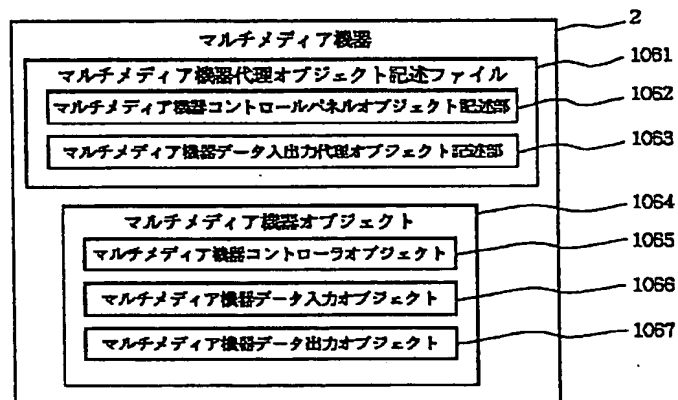 マルチメディア機器
2
マルチメディア機器代理オブジェクト記述ファイル
1061
マルチメディア機器コントロールパネルオブジェクト記述部
1062
マルチメディア機器データ入出力代理オブジェクト記述部
1063
マルチメディア機器オブジェクト
1064
マルチメディア機器コントローラオブジェクト
1065
マルチメディア機器データ入力オブジェクト
1066
マルチメディア機器データ出力オブジェクト
1067